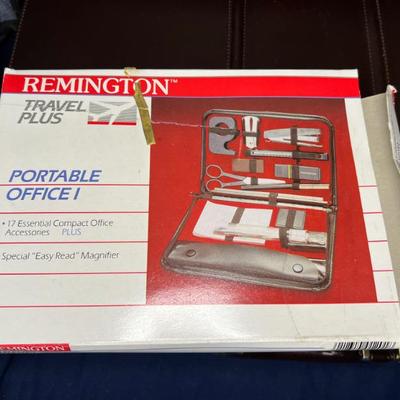 REMINGTON™
TRAVEL
PLUS
PORTABLE
OFFICE I
• 17 Essential Compact Office
Accessories PLUS
Special "Easy Read" Magnifier
REMINGTON